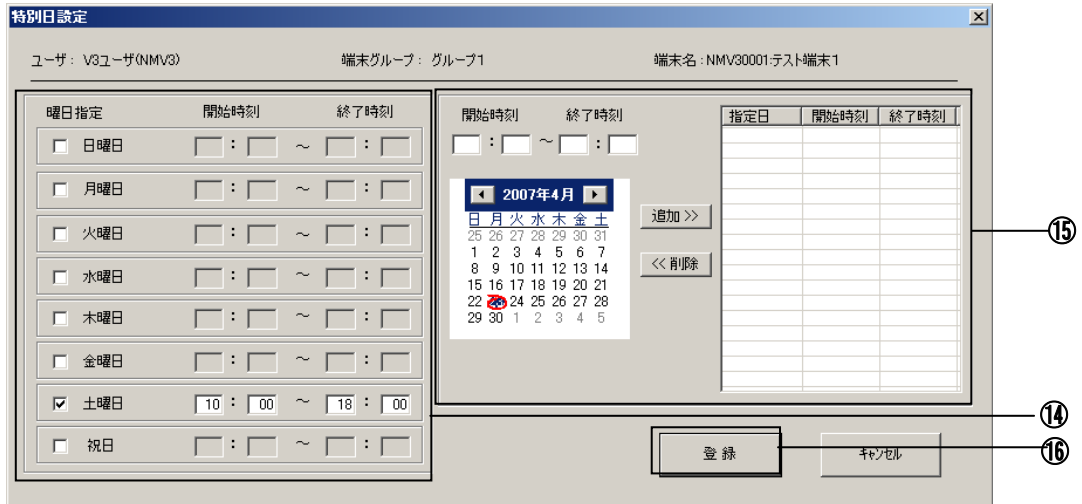 特別日設定
ユーザ： V3ユーザ(NMV3) 端末グループ： グループ1 端末名：NMV30001:テスト端末1
曜日指定 開始時刻 終了時刻
日曜日 : ～ :
月曜日 : ～ :
火曜日 : ～ :
水曜日 : ～ :
木曜日 : ～ :
金曜日 : ～ :
土曜日 10 : 00 ～ 18 : 00
祝日 : ～ :
開始時刻 終了時刻
: ～ :
2007年4月
日 月 火 水 木 金 土
25 26 27 28 29 30 31
1 2 3 4 5 6 7
8 9 10 11 12 13 14
15 16 17 18 19 20 21
22 23 24 25 26 27 28
29 30 1 2 3 4 5
追加 >>
<< 削除
指定日 開始時刻 終了時刻
⑮
⑭
登録 キャンセル
⑯